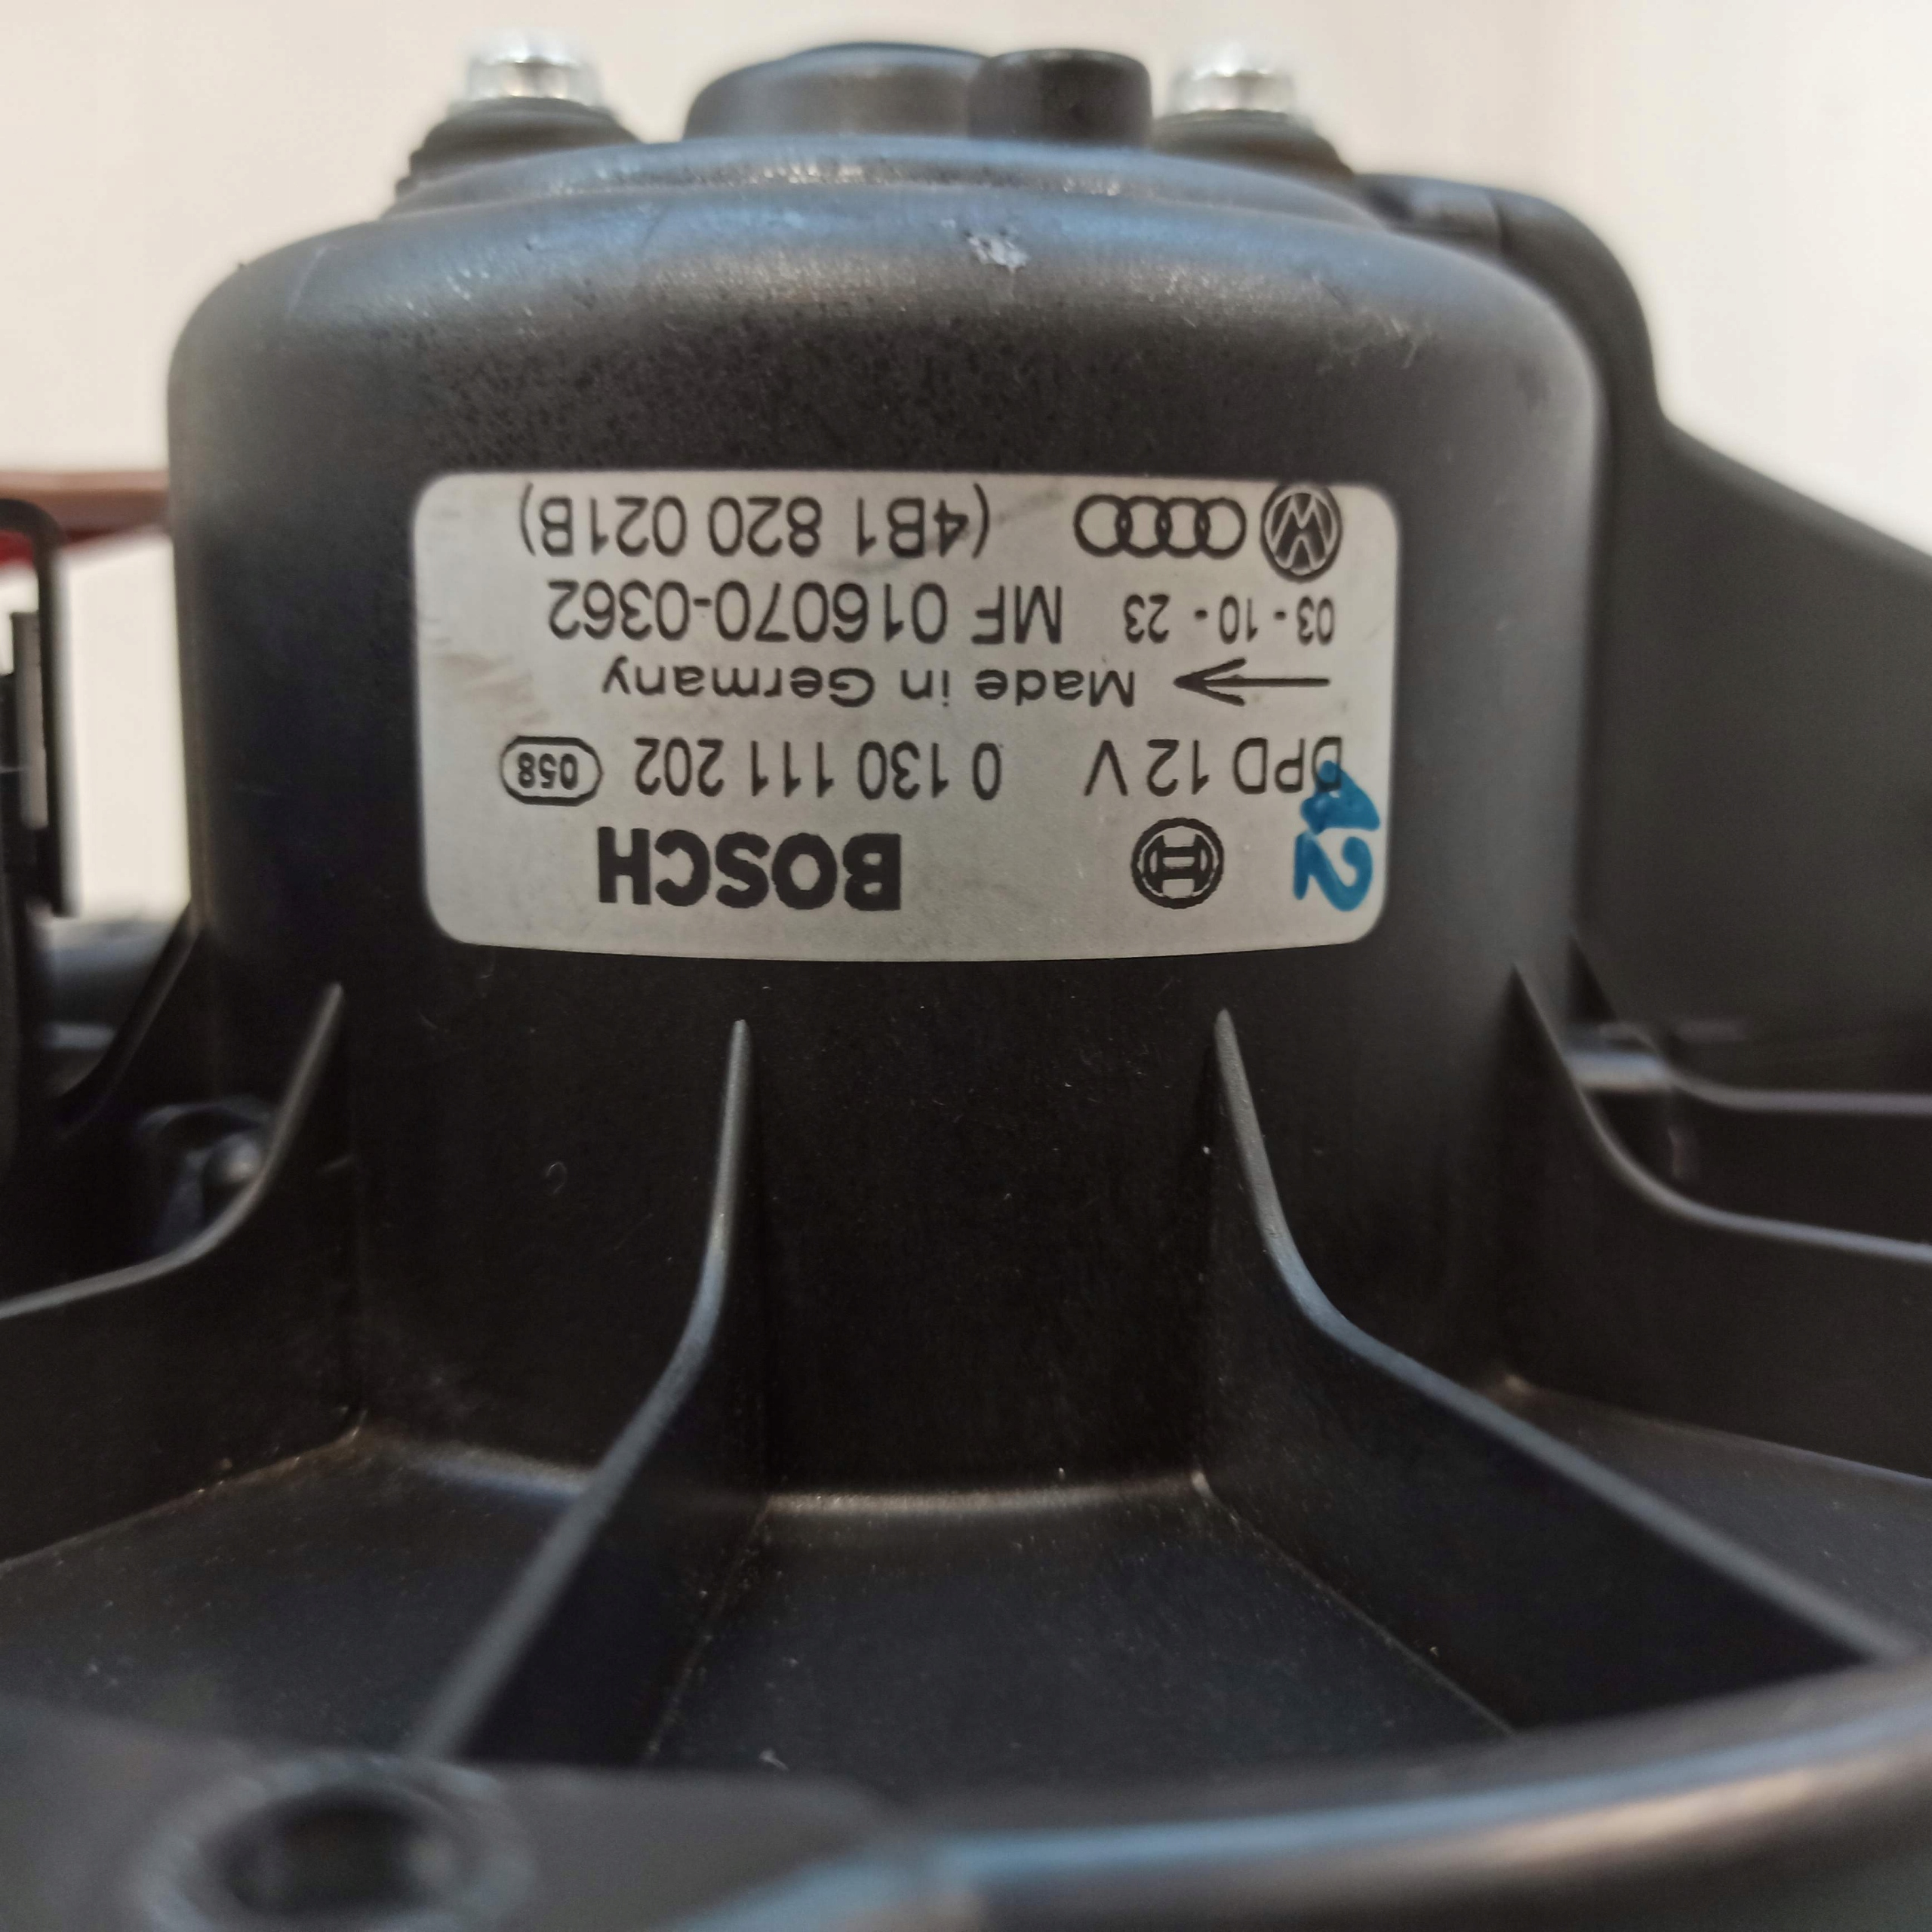 12 BOSCH
DPD 12 V 0 130 111 202 058
Made in Germany
03 - 10 - 23 MF 016070-0362
(4B1 820 021B)